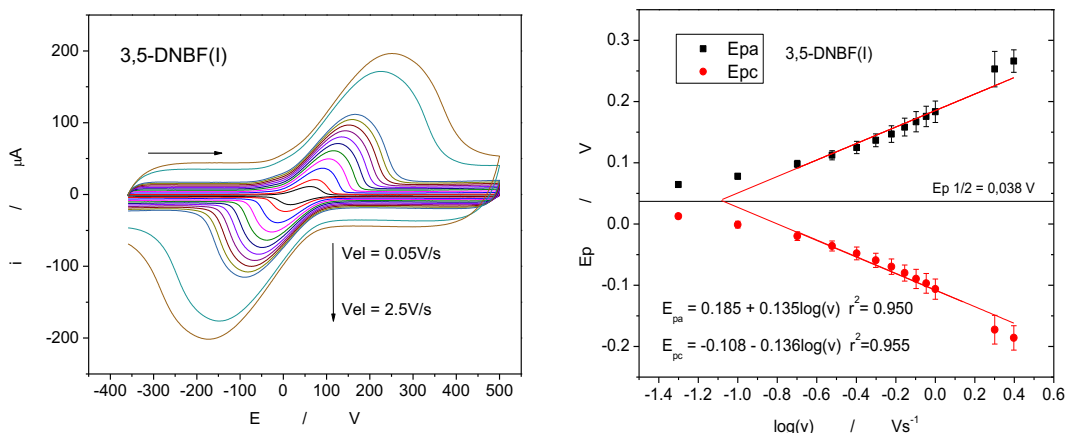 3,5-DNBF(I)
Vel = 0.05V/s
Vel = 2.5V/s
i / µA
200
100
0
-100
-200
-400 -300 -200 -100 0 100 200 300 400 500
E / V
Epa
Epc
3,5-DNBF(I)
Ep 1/2 = 0,038 V
E_pa = 0.185 + 0.135log(v) r²= 0.950
E_pc = -0.108 - 0.136log(v) r²=0.955
Ep / V
0.3
0.2
0.1
0.0
-0.1
-0.2
-1.4 -1.2 -1.0 -0.8 -0.6 -0.4 -0.2 0.0 0.2 0.4 0.6
log(v) / Vs⁻¹